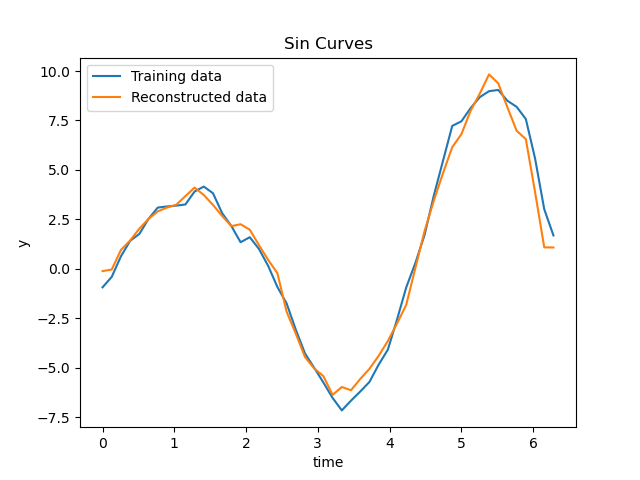 Sin Curves
Training data
Reconstructed data
10.0
7.5
5.0
2.5
0.0
−2.5
−5.0
−7.5
y
0 1 2 3 4 5 6
time